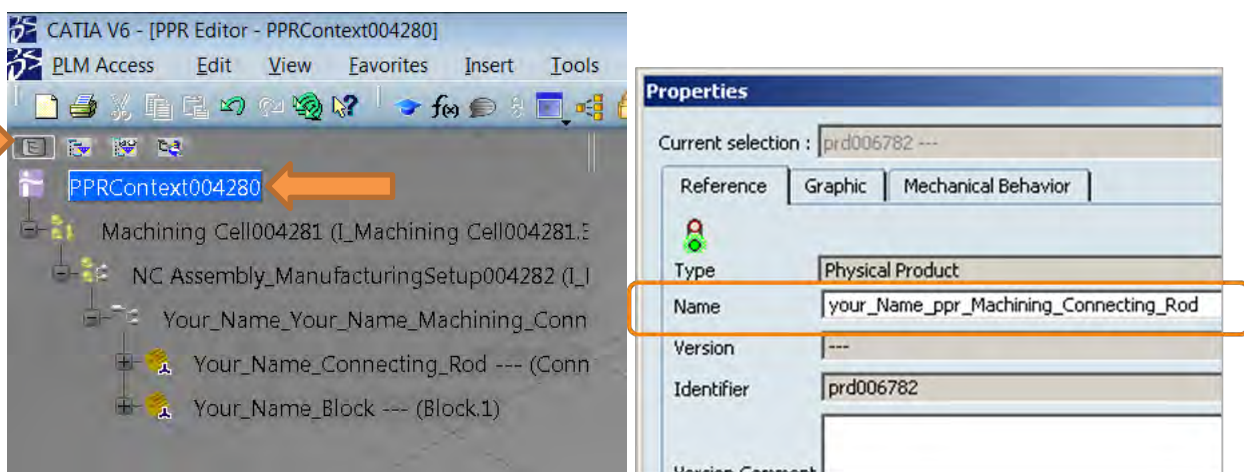 CATIA V6 - [PPR Editor - PPRContext004280]
PLM Access Edit View Favorites Insert Tools
f(x)
PPRContext004280
Machining Cell004281 (I_Machining Cell004281.
NC Assembly_ManufacturingSetup004282 (I_
Your_Name_Your_Name_Machining_Conn
Your_Name_Connecting_Rod --- (Conn
Your_Name_Block --- (Block.1)
Properties
Current selection : prd006782 ---
Reference Graphic Mechanical Behavior
Type Physical Product
Name your_Name_ppr_Machining_Connecting_Rod
Version ---
Identifier prd006782
Version Comment